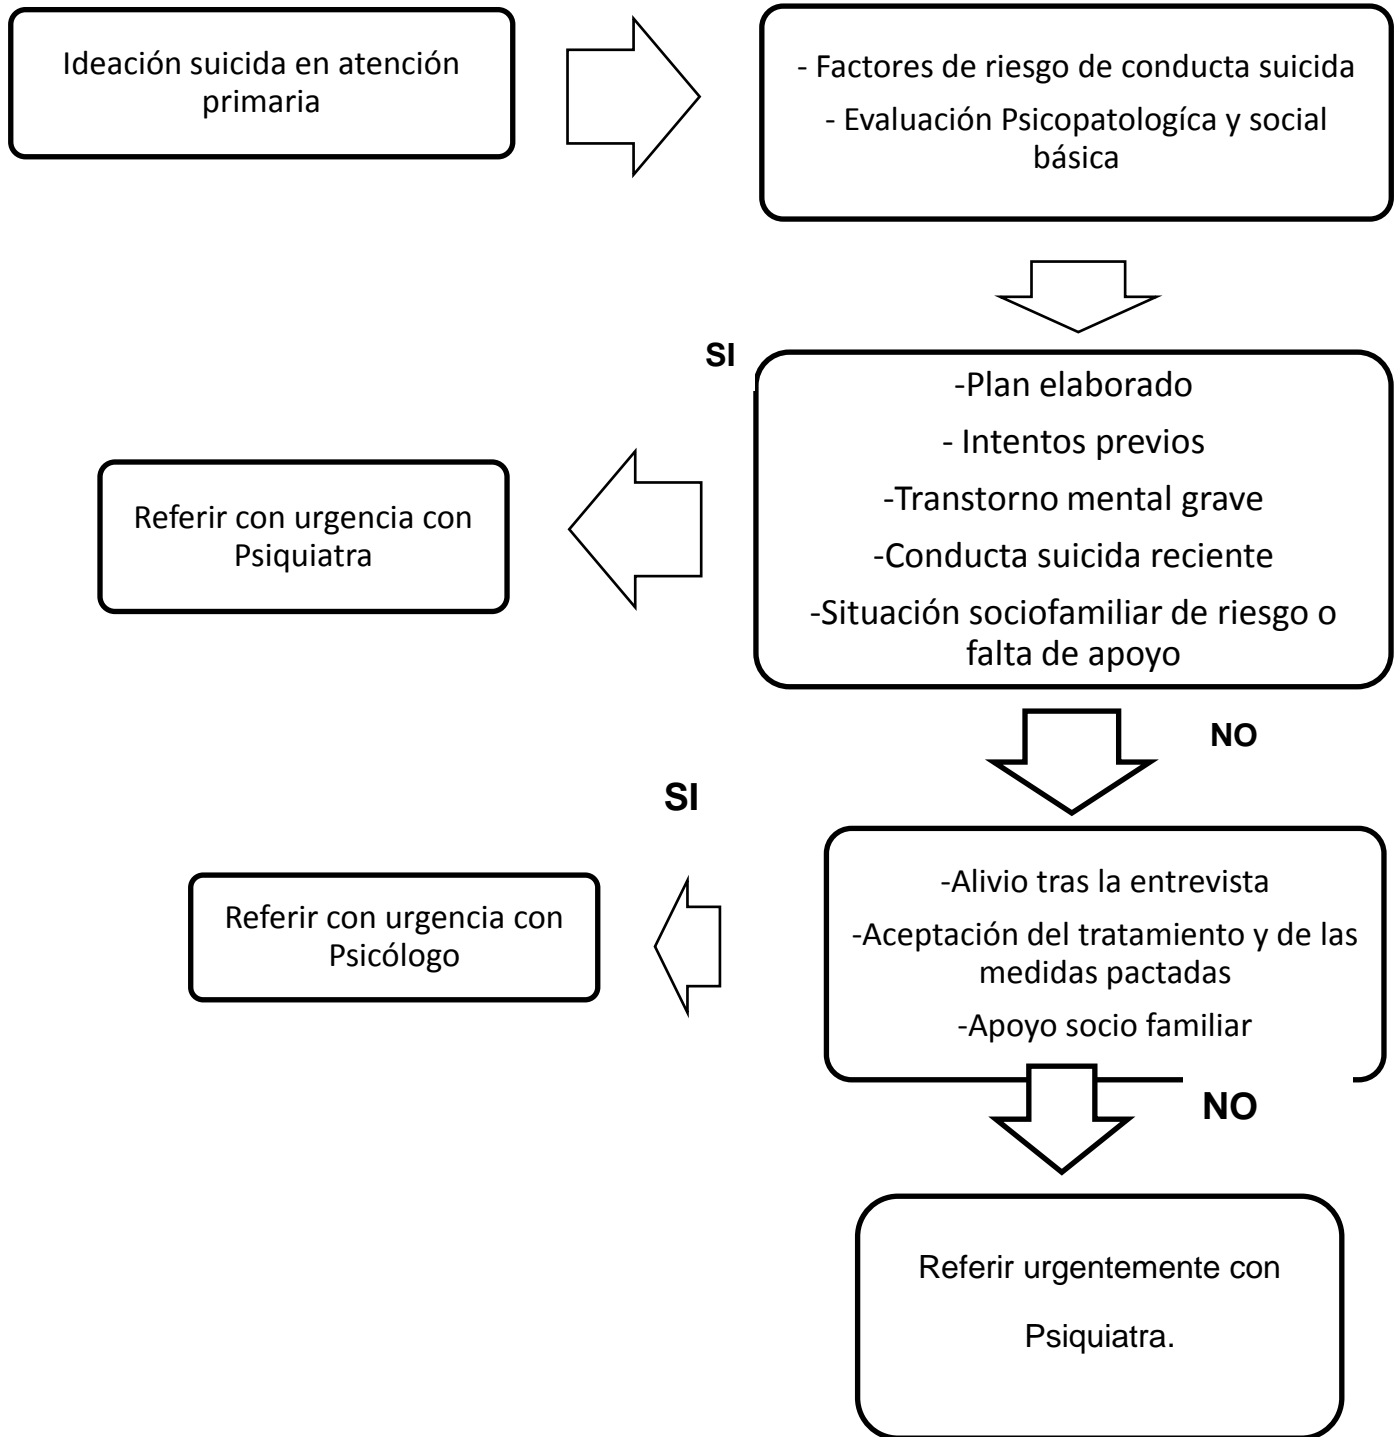 Ideación suicida en atención
primaria
- Factores de riesgo de conducta suicida
- Evaluación Psicopatologíca y social
básica
SI
-Plan elaborado
- Intentos previos
-Transtorno mental grave
-Conducta suicida reciente
-Situación sociofamiliar de riesgo o
falta de apoyo
Referir con urgencia con
Psiquiatra
NO
SI
-Alivio tras la entrevista
-Aceptación del tratamiento y de las
medidas pactadas
-Apoyo socio familiar
Referir con urgencia con
Psicólogo
NO
Referir urgentemente con
Psiquiatra.